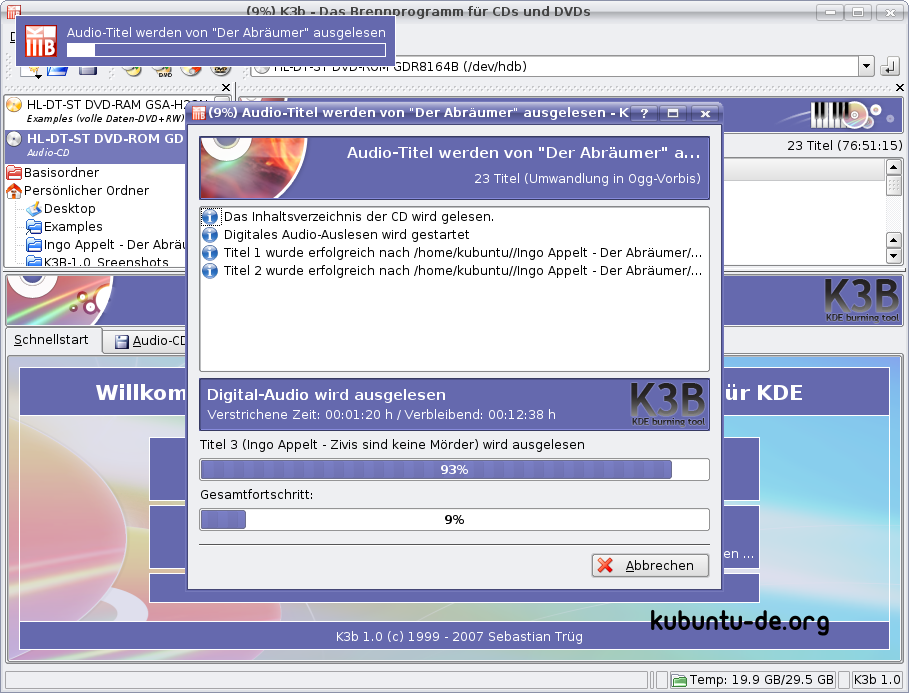 (9%) K3b - Das Brennprogramm für CDs und DVDs
Audio-Titel werden von "Der Abräumer" ausgelesen
HL-DT-ST DVD-ROM GDR8164B (/dev/hdb)
HL-DT-ST DVD-RAM GSA-H
Examples (volle Daten-DVD+RW)
HL-DT-ST DVD-ROM GD
Audio-CD
23 Titel (76:51:15)
Basisordner
Persönlicher Ordner
Desktop
Examples
Ingo Appelt - Der Abräu
K3B-1.0_Sreenshots
(9%) Audio-Titel werden von "Der Abräumer" ausgelesen - K
Audio-Titel werden von "Der Abräumer" a...
23 Titel (Umwandlung in Ogg-Vorbis)
Das Inhaltsverzeichnis der CD wird gelesen.
Digitales Audio-Auslesen wird gestartet
Titel 1 wurde erfolgreich nach /home/kubuntu//Ingo Appelt - Der Abräumer/...
Titel 2 wurde erfolgreich nach /home/kubuntu//Ingo Appelt - Der Abräumer/...
Digital-Audio wird ausgelesen
Verstrichene Zeit: 00:01:20 h / Verbleibend: 00:12:38 h
K3B
KDE burning tool
Titel 3 (Ingo Appelt - Zivis sind keine Mörder) wird ausgelesen
93%
Gesamtfortschritt:
9%
Abbrechen
K3B
KDE burning tool
Schnellstart
Audio-CD
Willkom
ür KDE
en ...
kubuntu-de.org
K3b 1.0 (c) 1999 - 2007 Sebastian Trüg
Temp: 19.9 GB/29.5 GB
K3b 1.0